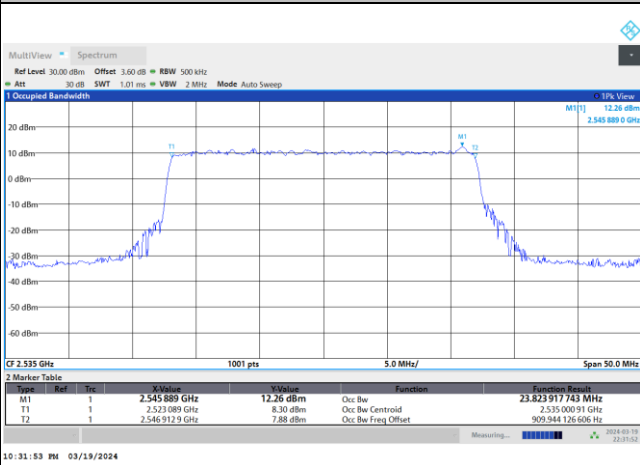 MultiView Spectrum
Ref Level 30.00 dBm Offset 3.60 dB RBW 500 kHz
Att 30 dB SWT 1.01 ms VBW 2 MHz Mode Auto Sweep
1 Occupied Bandwidth 1Pk View
M1[1] 12.26 dBm
2.545 889 0 GHz
20 dBm
M1
T1 T2
10 dBm
0 dBm
-10 dBm
-20 dBm
-30 dBm
-40 dBm
-50 dBm
-60 dBm
CF 2.535 GHz 1001 pts 5.0 MHz/ Span 50.0 MHz
2 Marker Table
Type Ref Trc X-Value Y-Value Function Function Result
M1 1 2.545 889 GHz 12.26 dBm Occ Bw 23.823 917 743 MHz
T1 1 2.523 089 GHz 8.30 dBm Occ Bw Centroid 2.535 000 91 GHz
T2 1 2.546 912 9 GHz 7.88 dBm Occ Bw Freq Offset 909.944 126 606 Hz
Measuring... 2024-03-19
22:31:52
10:31:53 PM 03/19/2024